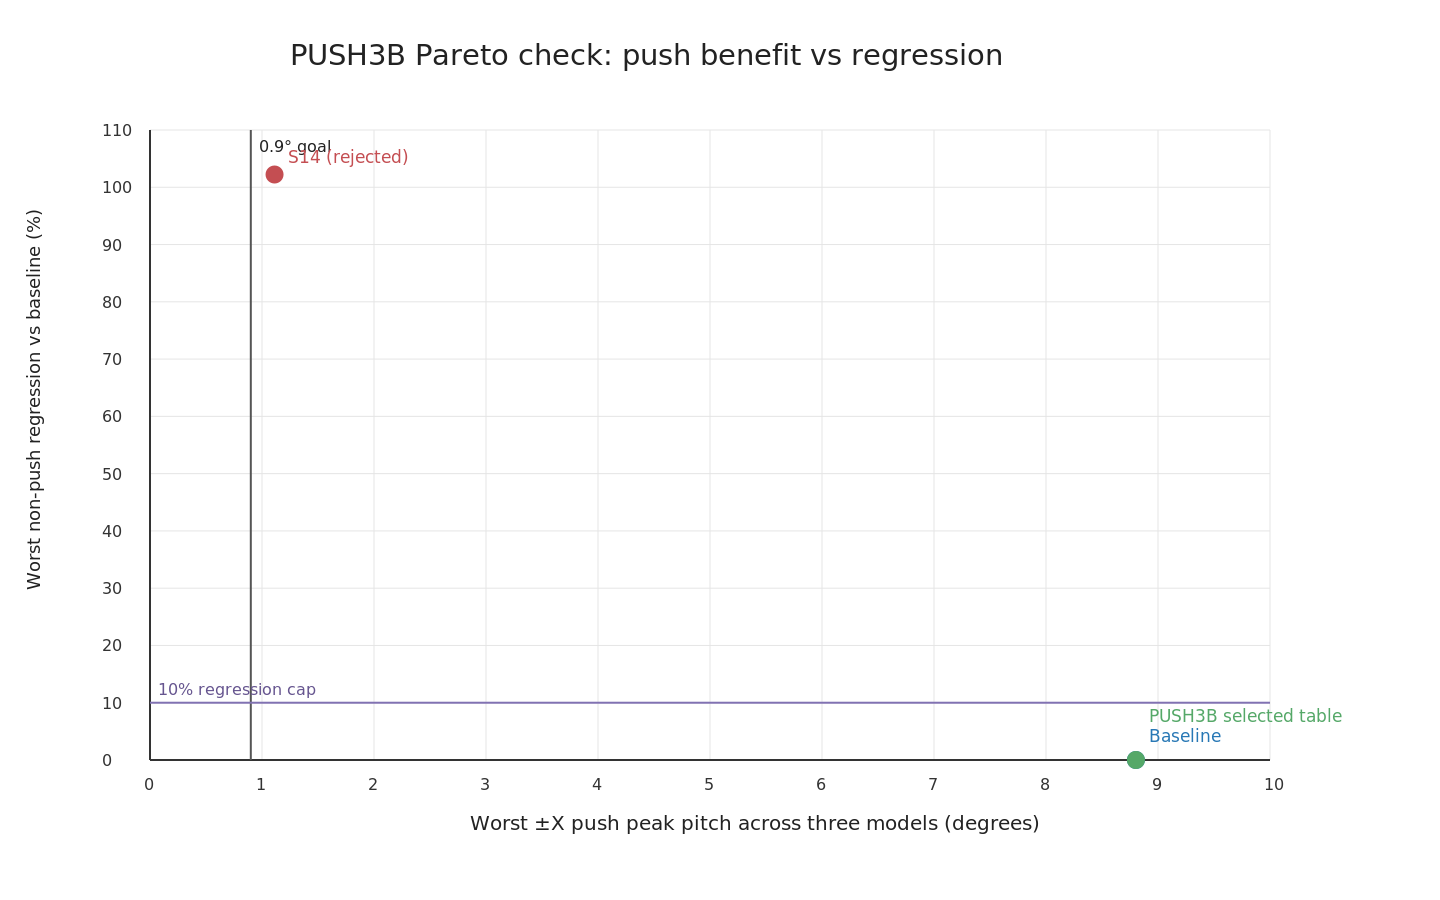 PUSH3B Pareto check: push benefit vs regression
110
0.9° goal
S14 (rejected)
100
90
80
70
60
50
40
30
20
10% regression cap
10
PUSH3B selected table
Baseline
0
0 1 2 3 4 5 6 7 8 9 10
Worst ±X push peak pitch across three models (degrees)
Worst non-push regression vs baseline (%)